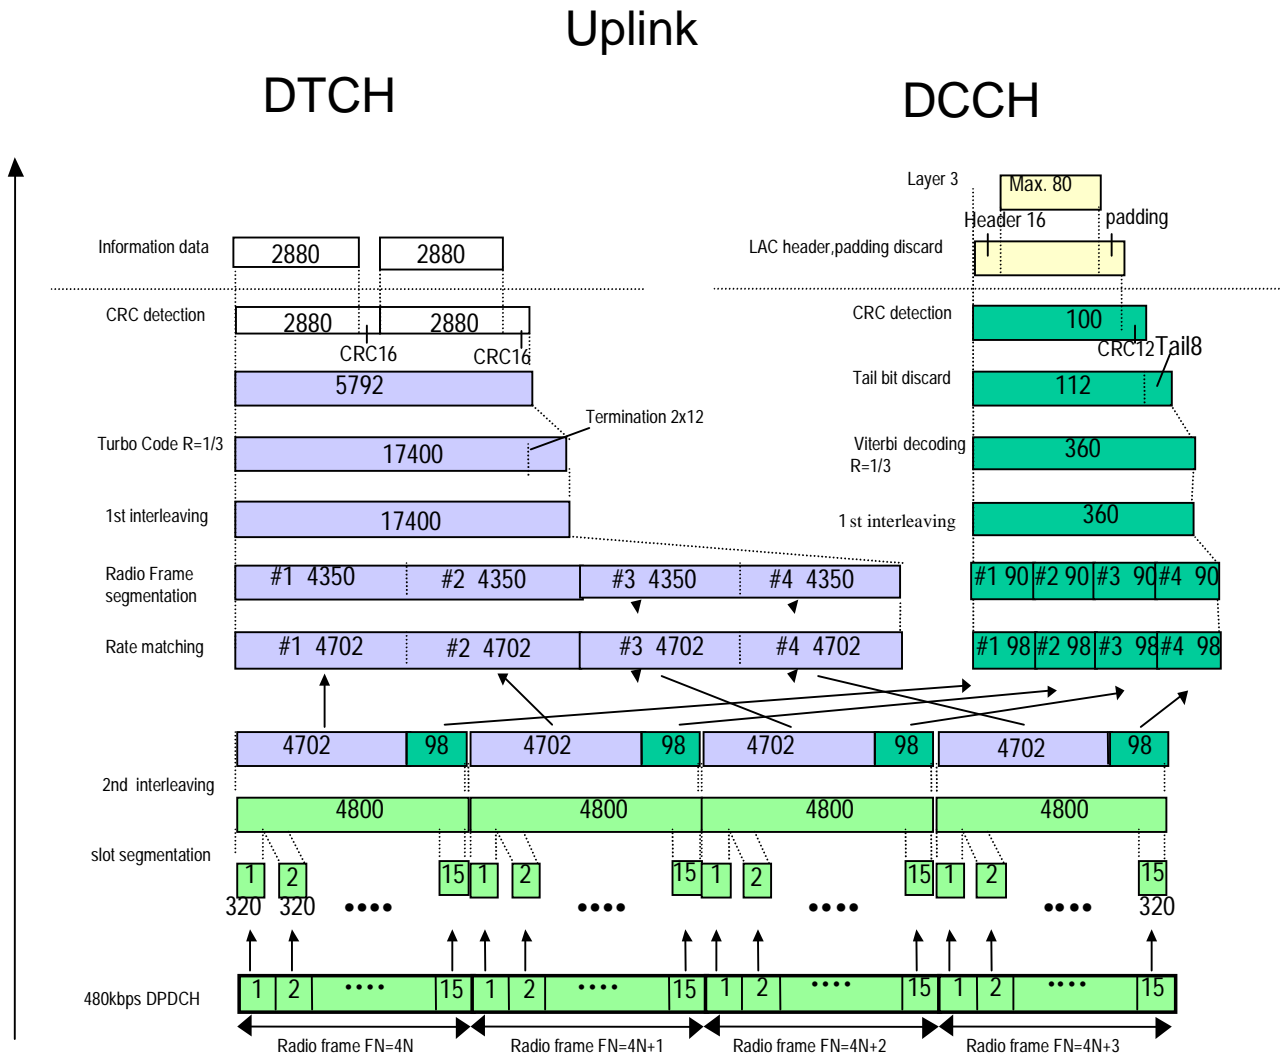 Uplink
DTCH
DCCH
Layer 3
Max. 80
Header 16
padding
Information data
2880
2880
LAC header,padding discard
CRC detection
2880
2880
CRC16
CRC16
CRC detection
100
CRC12
Tail8
5792
Tail bit discard
112
Termination 2x12
Turbo Code R=1/3
17400
Viterbi decoding
R=1/3
360
1st interleaving
17400
1st interleaving
360
Radio Frame
segmentation
#1 4350
#2 4350
#3 4350
#4 4350
#1 90
#2 90
#3 90
#4 90
Rate matching
#1 4702
#2 4702
#3 4702
#4 4702
#1 98
#2 98
#3 98
#4 98
4702
98
4702
98
4702
98
4702
98
2nd interleaving
4800
4800
4800
4800
slot segmentation
1
2
15
1
2
15
1
2
15
1
2
15
320
320
••••
••••
••••
••••
320
480kbps DPDCH
1
2
••••
15
1
2
••••
15
1
2
••••
15
1
2
••••
15
Radio frame FN=4N
Radio frame FN=4N+1
Radio frame FN=4N+2
Radio frame FN=4N+3